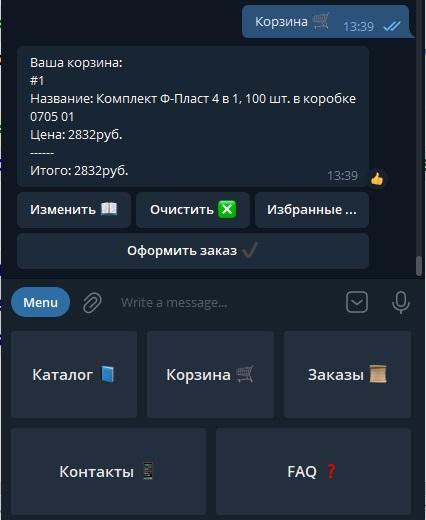 Корзина 🛒 13:39
Ваша корзина:
#1
Название: Комплект Ф-Пласт 4 в 1, 100 шт. в коробке
0705 01
Цена: 2832руб.
------
Итого: 2832руб.
13:39
Изменить 📖 Очистить ❎ Избранные ...
Оформить заказ ✔️
Menu Write a message...
Каталог 📘 Корзина 🛒 Заказы 📜
Контакты 📱 FAQ ❓